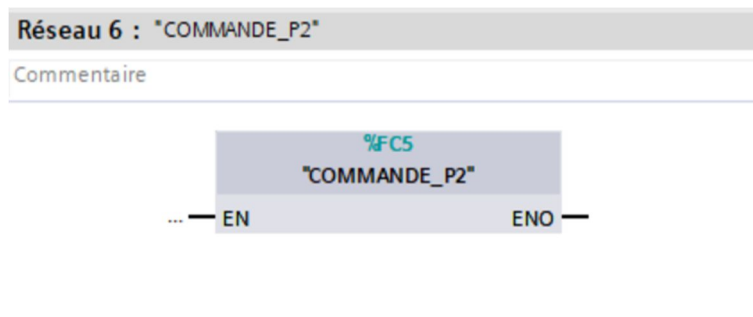 Réseau 6 : "COMMANDE_P2"
Commentaire
%FC5
"COMMANDE_P2"
... EN ENO